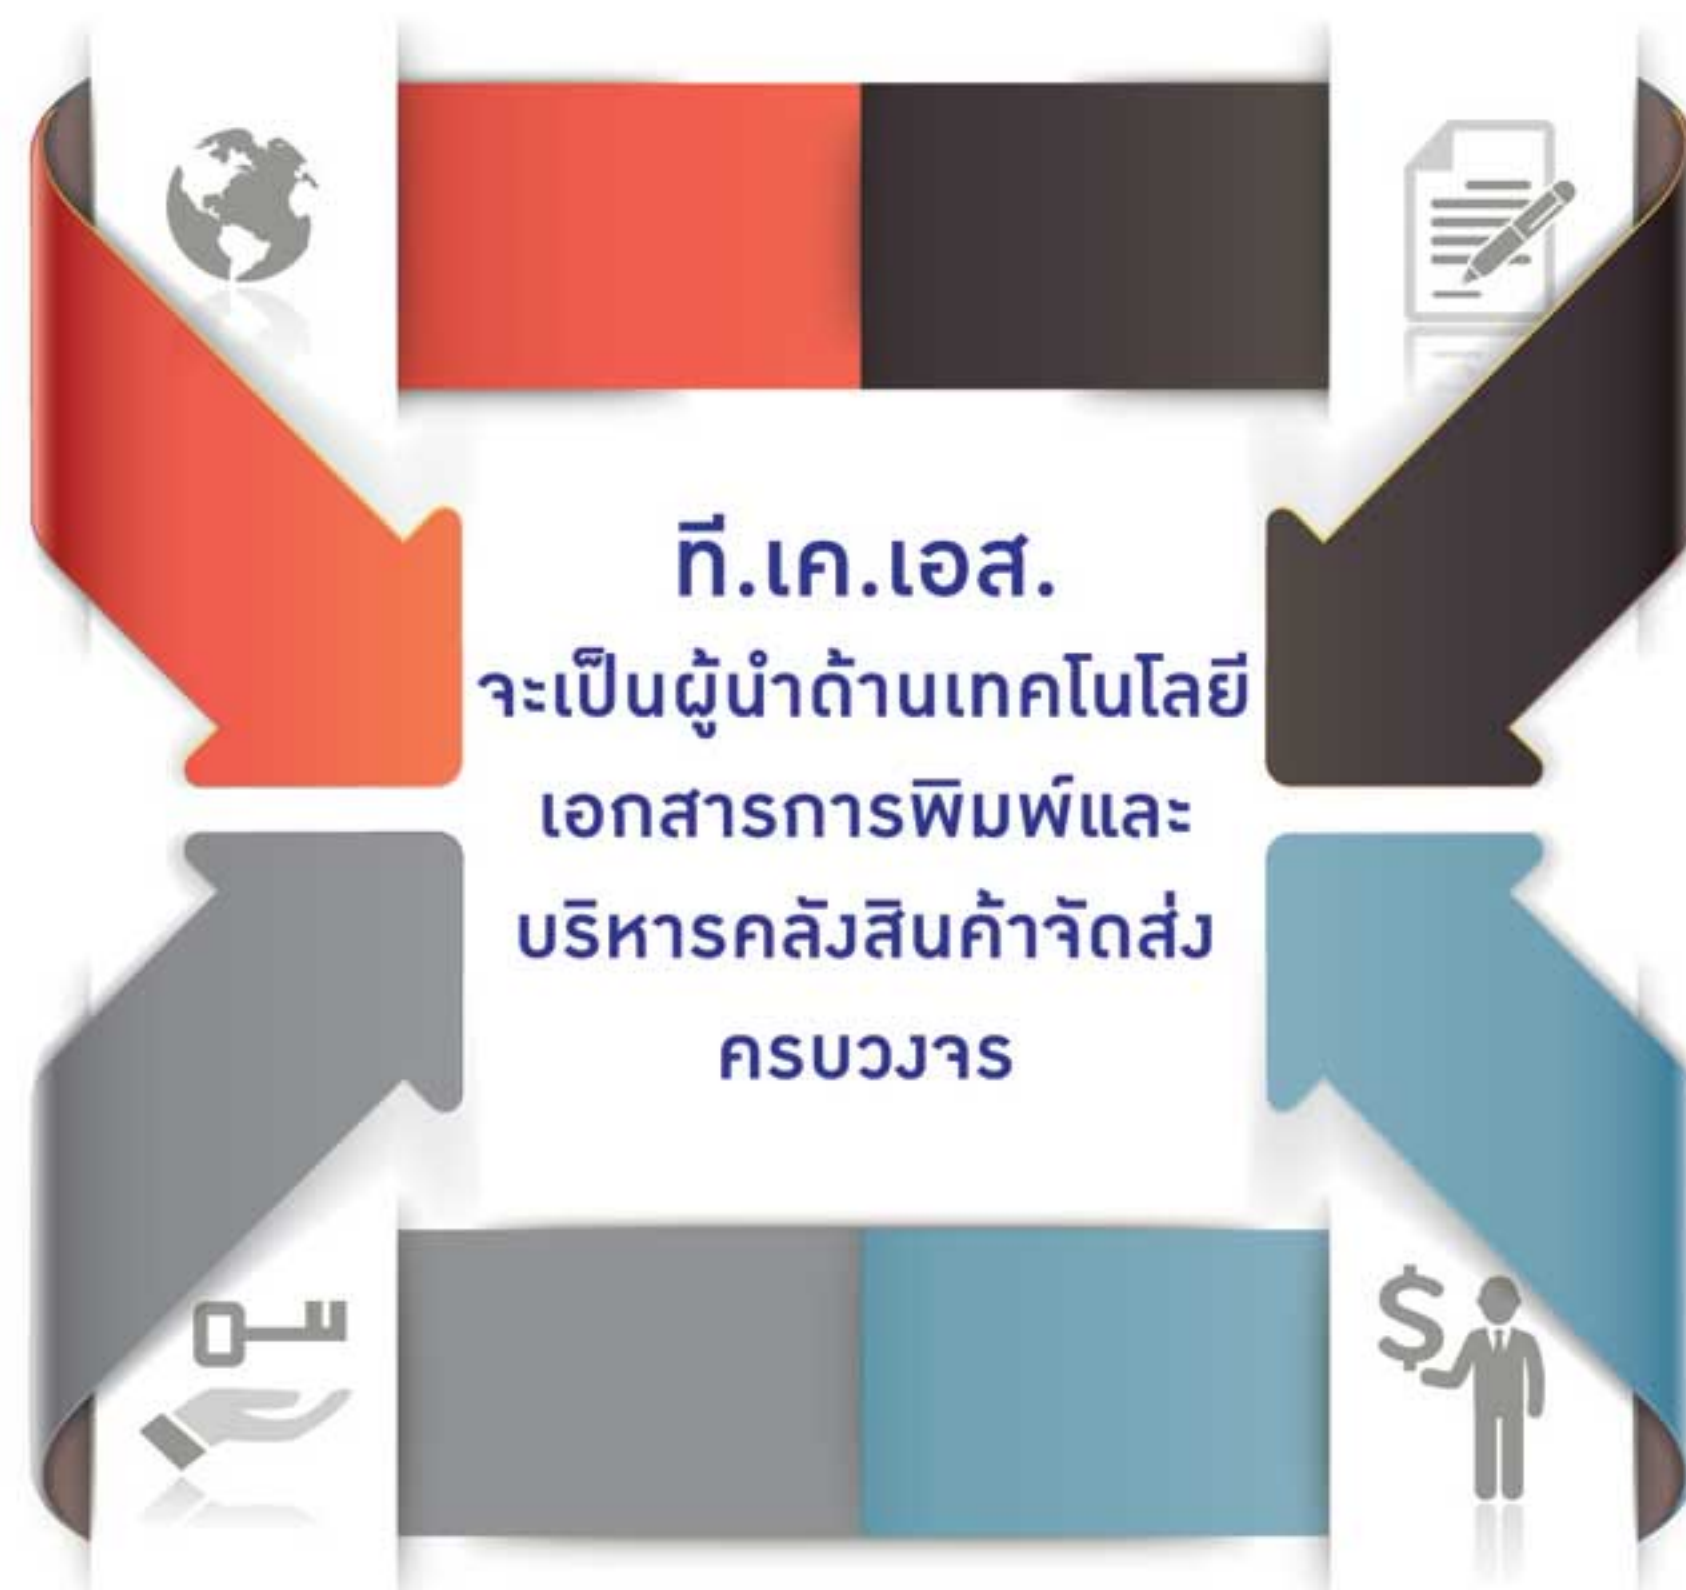 ที.เค.เอส.
จะเป็นผู้นำด้านเทคโนโลยี
เอกสารการพิมพ์และ
บริหารคลังสินค้าจัดส่ง
ครบวงจร